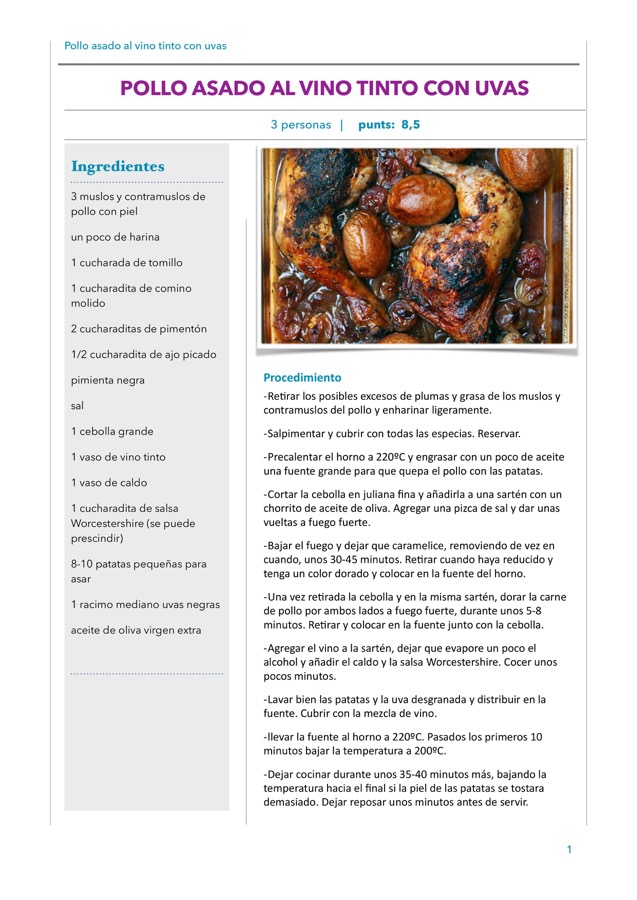 Pollo asado al vino tinto con uvas
POLLO ASADO AL VINO TINTO CON UVAS
3 personas | punts: 8,5
Ingredientes
3 muslos y contramuslos de
pollo con piel
un poco de harina
1 cucharada de tomillo
1 cucharadita de comino
molido
2 cucharaditas de pimentón
1/2 cucharadita de ajo picado
pimienta negra
sal
1 cebolla grande
1 vaso de vino tinto
1 vaso de caldo
1 cucharadita de salsa
Worcestershire (se puede
prescindir)
8-10 patatas pequeñas para
asar
1 racimo mediano uvas negras
aceite de oliva virgen extra
Procedimiento
-Retirar los posibles excesos de plumas y grasa de los muslos y
contramuslos del pollo y enharinar ligeramente.
-Salpimentar y cubrir con todas las especias. Reservar.
-Precalentar el horno a 220ºC y engrasar con un poco de aceite
una fuente grande para que quepa el pollo con las patatas.
-Cortar la cebolla en juliana fina y añadirla a una sartén con un
chorrito de aceite de oliva. Agregar una pizca de sal y dar unas
vueltas a fuego fuerte.
-Bajar el fuego y dejar que caramelice, removiendo de vez en
cuando, unos 30-45 minutos. Retirar cuando haya reducido y
tenga un color dorado y colocar en la fuente del horno.
-Una vez retirada la cebolla y en la misma sartén, dorar la carne
de pollo por ambos lados a fuego fuerte, durante unos 5-8
minutos. Retirar y colocar en la fuente junto con la cebolla.
-Agregar el vino a la sartén, dejar que evapore un poco el
alcohol y añadir el caldo y la salsa Worcestershire. Cocer unos
pocos minutos.
-Lavar bien las patatas y la uva desgranada y distribuir en la
fuente. Cubrir con la mezcla de vino.
-llevar la fuente al horno a 220ºC. Pasados los primeros 10
minutos bajar la temperatura a 200ºC.
-Dejar cocinar durante unos 35-40 minutos más, bajando la
temperatura hacia el final si la piel de las patatas se tostara
demasiado. Dejar reposar unos minutos antes de servir.
1